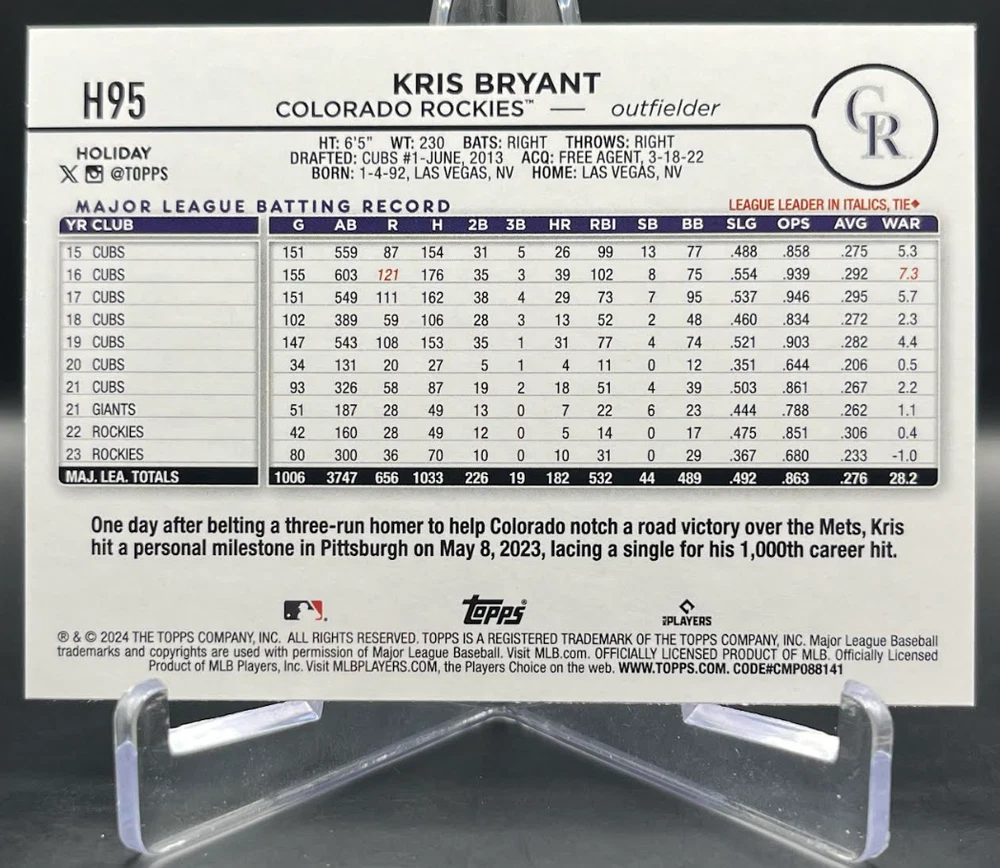 H95
KRIS BRYANT
COLORADO ROCKIES™ — outfielder
CR
HOLIDAY
@TOPPS
HT: 6'5" WT: 230 BATS: RIGHT THROWS: RIGHT
DRAFTED: CUBS #1-JUNE, 2013 ACQ: FREE AGENT, 3-18-22
BORN: 1-4-92, LAS VEGAS, NV HOME: LAS VEGAS, NV
MAJOR LEAGUE BATTING RECORD LEAGUE LEADER IN ITALICS, TIE◆
YR CLUB G AB R H 2B 3B HR RBI SB BB SLG OPS AVG WAR
15 CUBS 151 559 87 154 31 5 26 99 13 77 .488 .858 .275 5.3
16 CUBS 155 603 121 176 35 3 39 102 8 75 .554 .939 .292 7.3
17 CUBS 151 549 111 162 38 4 29 73 7 95 .537 .946 .295 5.7
18 CUBS 102 389 59 106 28 3 13 52 2 48 .460 .834 .272 2.3
19 CUBS 147 543 108 153 35 1 31 77 4 74 .521 .903 .282 4.4
20 CUBS 34 131 20 27 5 1 4 11 0 12 .351 .644 .206 0.5
21 CUBS 93 326 58 87 19 2 18 51 4 39 .503 .861 .267 2.2
21 GIANTS 51 187 28 49 13 0 7 22 6 23 .444 .788 .262 1.1
22 ROCKIES 42 160 28 49 12 0 5 14 0 17 .475 .851 .306 0.4
23 ROCKIES 80 300 36 70 10 0 10 31 0 29 .367 .680 .233 -1.0
MAJ. LEA. TOTALS 1006 3747 656 1033 226 19 182 532 44 489 .492 .863 .276 28.2
One day after belting a three-run homer to help Colorado notch a road victory over the Mets, Kris
hit a personal milestone in Pittsburgh on May 8, 2023, lacing a single for his 1,000th career hit.
Topps® MLBPLAYERS
® & © 2024 THE TOPPS COMPANY, INC. ALL RIGHTS RESERVED. TOPPS IS A REGISTERED TRADEMARK OF THE TOPPS COMPANY, INC. Major League Baseball
trademarks and copyrights are used with permission of Major League Baseball. Visit MLB.com. OFFICIALLY LICENSED PRODUCT OF MLB. Officially Licensed
Product of MLB Players, Inc. Visit MLBPLAYERS.COM, the Players Choice on the web. WWW.TOPPS.COM. CODE#CMP088141